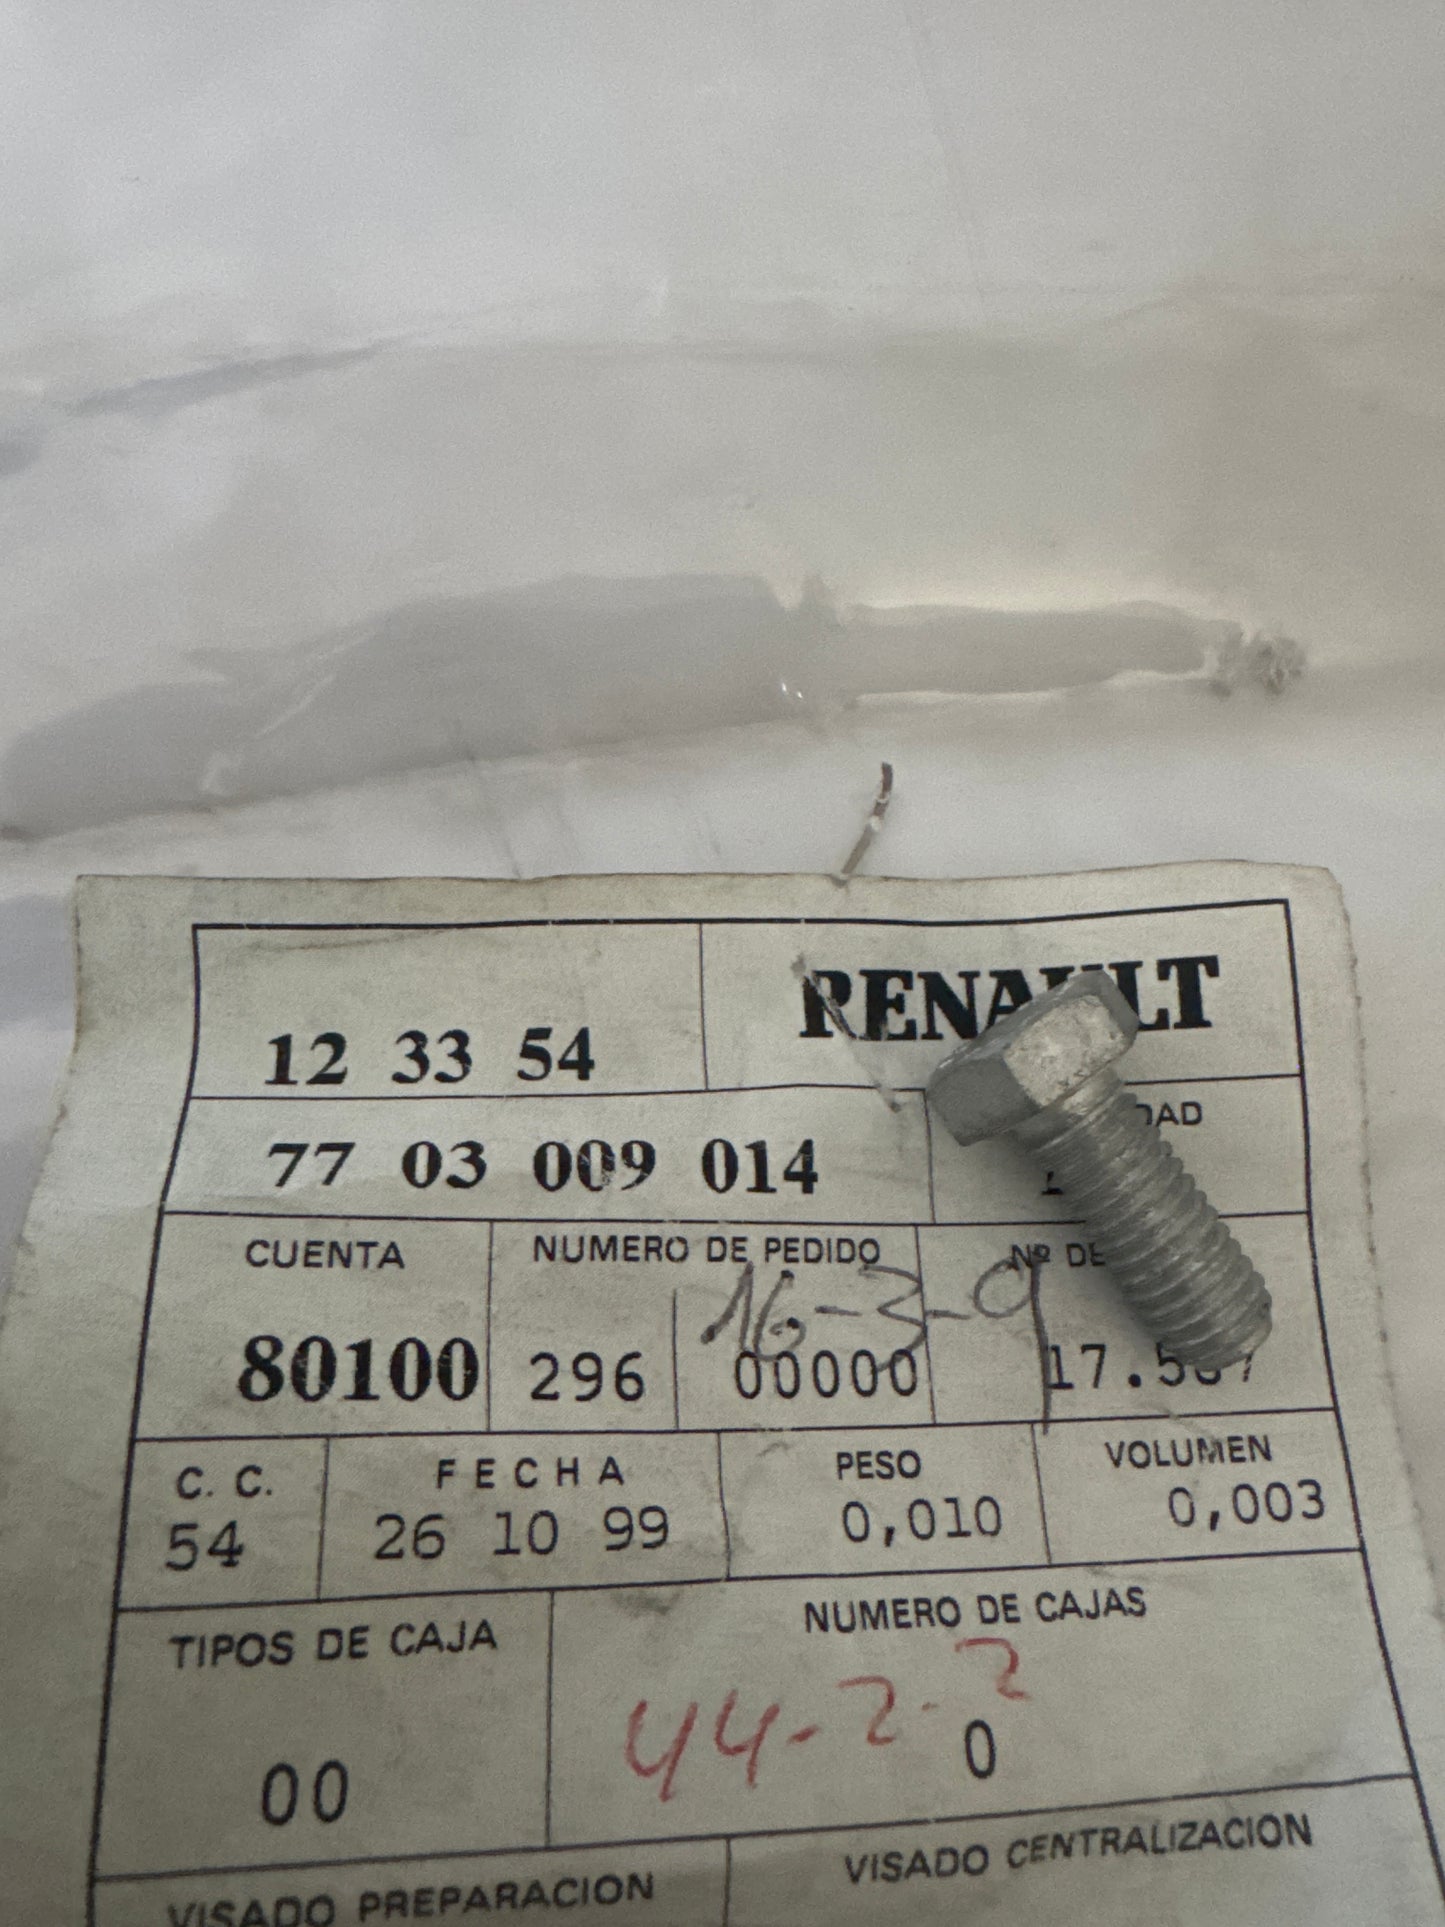 12 33 54
RENAULT
77 03 009 014
CUENTA
NUMERO DE PEDIDO
Nº DE
16-3-9
80100
296
00000
C. C.
FECHA
PESO
VOLUMEN
54
26 10 99
0,010
0,003
TIPOS DE CAJA
NUMERO DE CAJAS
44-2-2
00
0
VISADO PREPARACION
VISADO CENTRALIZACION